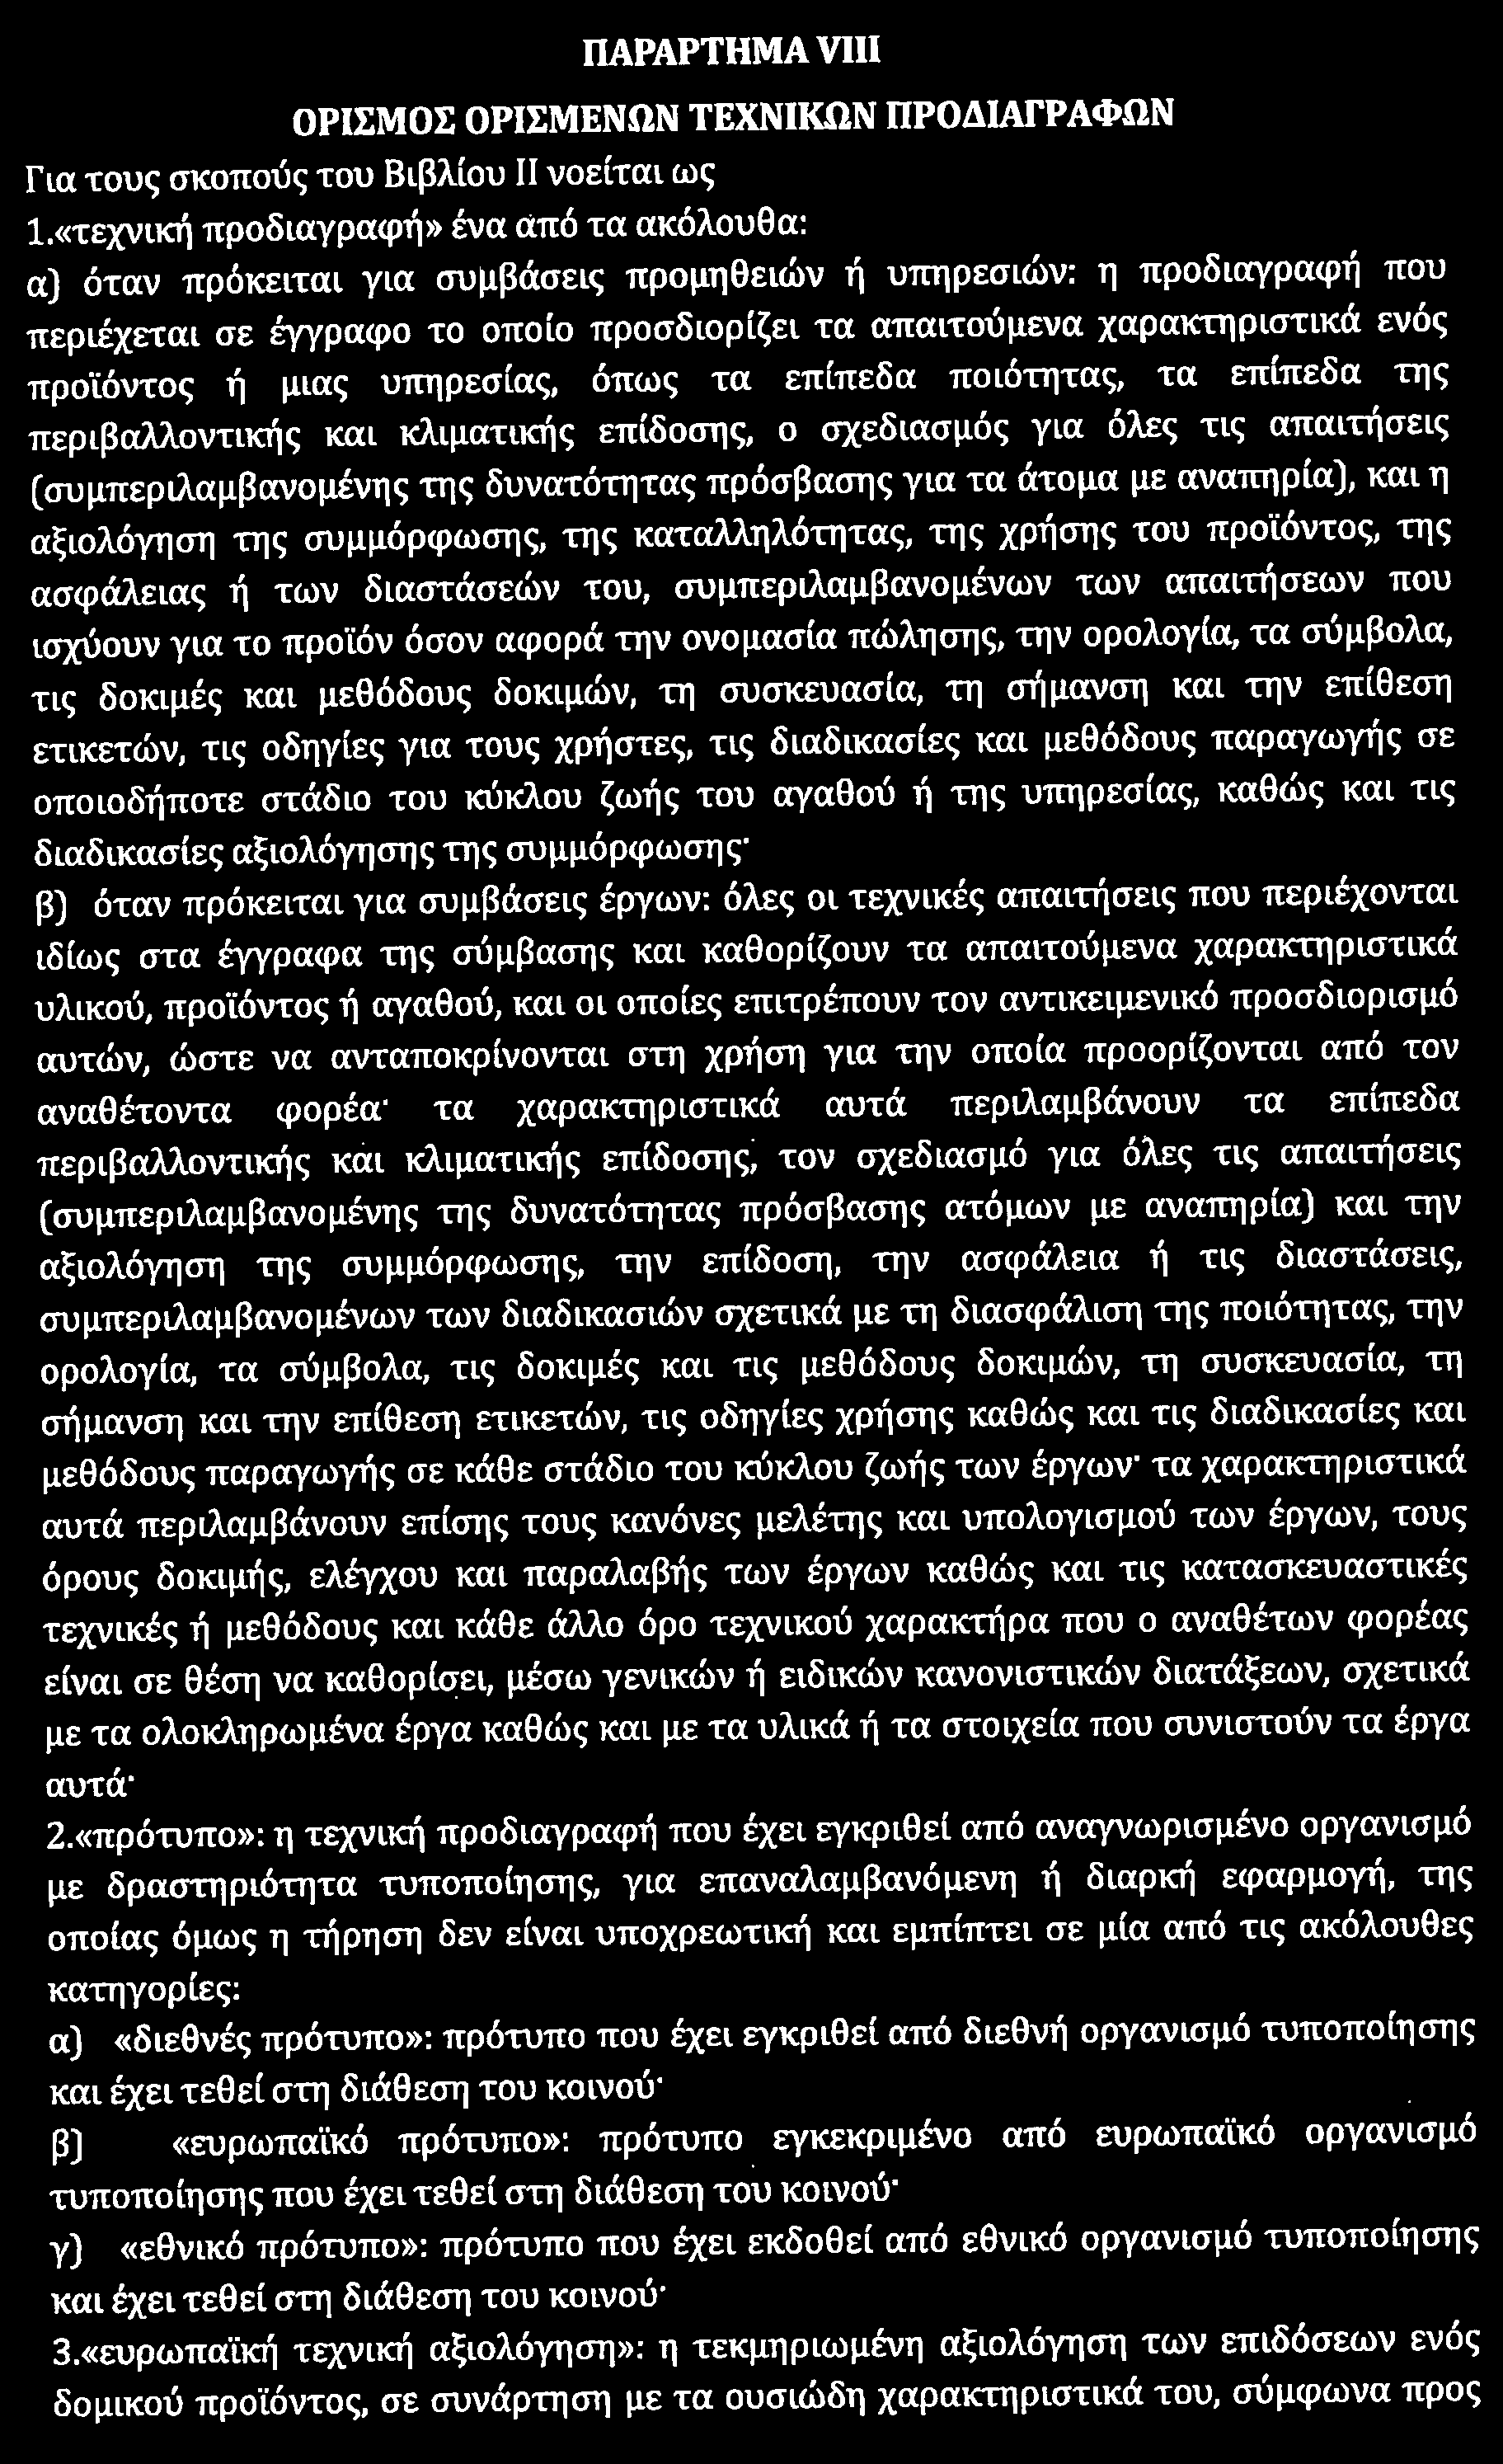 ΠΑΡΑΡΤΗΜΑ VIII
ΟΡΙΣΜΟΣ ΟΡΙΣΜΕΝΩΝ ΤΕΧΝΙΚΩΝ ΠΡΟΔΙΑΓΡΑΦΩΝ
Για τους σκοπούς του Βιβλίου II νοείται ως
1.«τεχνική προδιαγραφή» ένα από τα ακόλουθα:
α) όταν πρόκειται για συμβάσεις προμηθειών ή υπηρεσιών: η προδιαγραφή που
περιέχεται σε έγγραφο το οποίο προσδιορίζει τα απαιτούμενα χαρακτηριστικά ενός
προϊόντος ή μιας υπηρεσίας, όπως τα επίπεδα ποιότητας, τα επίπεδα της
περιβαλλοντικής και κλιματικής επίδοσης, ο σχεδιασμός για όλες τις απαιτήσεις
(συμπεριλαμβανομένης της δυνατότητας πρόσβασης για τα άτομα με αναπηρία), και η
αξιολόγηση της συμμόρφωσης, της καταλληλότητας, της χρήσης του προϊόντος, της
ασφάλειας ή των διαστάσεών του, συμπεριλαμβανομένων των απαιτήσεων που
ισχύουν για το προϊόν όσον αφορά την ονομασία πώλησης, την ορολογία, τα σύμβολα,
τις δοκιμές και μεθόδους δοκιμών, τη συσκευασία, τη σήμανση και την επίθεση
ετικετών, τις οδηγίες για τους χρήστες, τις διαδικασίες και μεθόδους παραγωγής σε
οποιοδήποτε στάδιο του κύκλου ζωής του αγαθού ή της υπηρεσίας, καθώς και τις
διαδικασίες αξιολόγησης της συμμόρφωσης·
β) όταν πρόκειται για συμβάσεις έργων: όλες οι τεχνικές απαιτήσεις που περιέχονται
ιδίως στα έγγραφα της σύμβασης και καθορίζουν τα απαιτούμενα χαρακτηριστικά
υλικού, προϊόντος ή αγαθού, και οι οποίες επιτρέπουν τον αντικειμενικό προσδιορισμό
αυτών, ώστε να ανταποκρίνονται στη χρήση για την οποία προορίζονται από τον
αναθέτοντα φορέα· τα χαρακτηριστικά αυτά περιλαμβάνουν τα επίπεδα
περιβαλλοντικής και κλιματικής επίδοσης, τον σχεδιασμό για όλες τις απαιτήσεις
(συμπεριλαμβανομένης της δυνατότητας πρόσβασης ατόμων με αναπηρία) και την
αξιολόγηση της συμμόρφωσης, την επίδοση, την ασφάλεια ή τις διαστάσεις,
συμπεριλαμβανομένων των διαδικασιών σχετικά με τη διασφάλιση της ποιότητας, την
ορολογία, τα σύμβολα, τις δοκιμές και τις μεθόδους δοκιμών, τη συσκευασία, τη
σήμανση και την επίθεση ετικετών, τις οδηγίες χρήσης καθώς και τις διαδικασίες και
μεθόδους παραγωγής σε κάθε στάδιο του κύκλου ζωής των έργων· τα χαρακτηριστικά
αυτά περιλαμβάνουν επίσης τους κανόνες μελέτης και υπολογισμού των έργων, τους
όρους δοκιμής, ελέγχου και παραλαβής των έργων καθώς και τις κατασκευαστικές
τεχνικές ή μεθόδους και κάθε άλλο όρο τεχνικού χαρακτήρα που ο αναθέτων φορέας
είναι σε θέση να καθορίσει, μέσω γενικών ή ειδικών κανονιστικών διατάξεων, σχετικά
με τα ολοκληρωμένα έργα καθώς και με τα υλικά ή τα στοιχεία που συνιστούν τα έργα
αυτά·
2.«πρότυπο»: η τεχνική προδιαγραφή που έχει εγκριθεί από αναγνωρισμένο οργανισμό
με δραστηριότητα τυποποίησης, για επαναλαμβανόμενη ή διαρκή εφαρμογή, της
οποίας όμως η τήρηση δεν είναι υποχρεωτική και εμπίπτει σε μία από τις ακόλουθες
κατηγορίες:
α) «διεθνές πρότυπο»: πρότυπο που έχει εγκριθεί από διεθνή οργανισμό τυποποίησης
και έχει τεθεί στη διάθεση του κοινού·
β) «ευρωπαϊκό πρότυπο»: πρότυπο εγκεκριμένο από ευρωπαϊκό οργανισμό
τυποποίησης που έχει τεθεί στη διάθεση του κοινού·
γ) «εθνικό πρότυπο»: πρότυπο που έχει εκδοθεί από εθνικό οργανισμό τυποποίησης
και έχει τεθεί στη διάθεση του κοινού·
3.«ευρωπαϊκή τεχνική αξιολόγηση»: η τεκμηριωμένη αξιολόγηση των επιδόσεων ενός
δομικού προϊόντος, σε συνάρτηση με τα ουσιώδη χαρακτηριστικά του, σύμφωνα προς